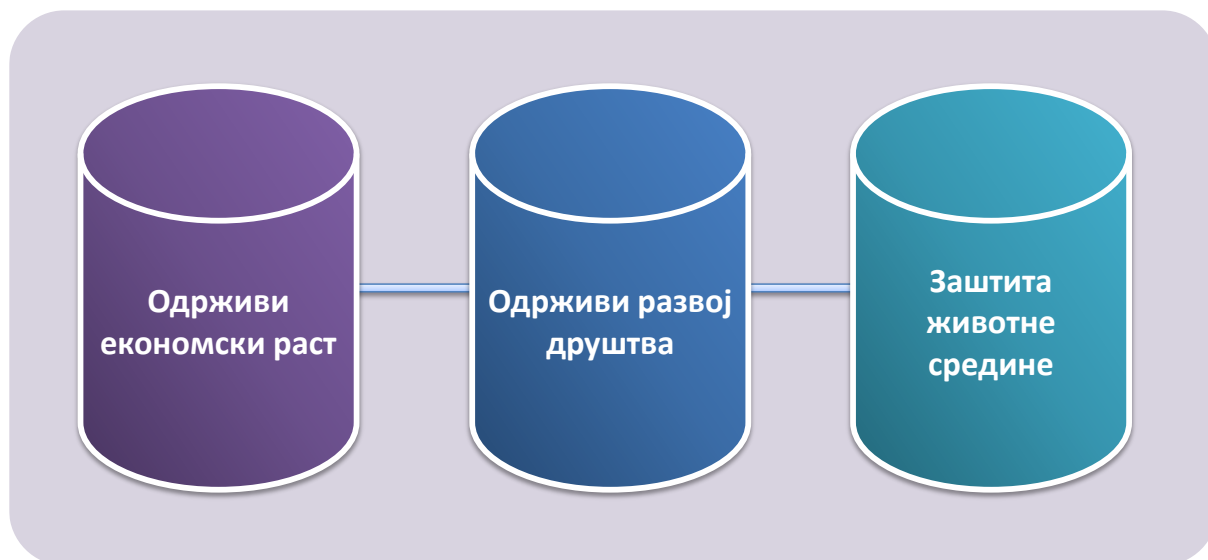 Одрживи
економски раст
Одрживи развој
друштва
Заштита
животне
средине